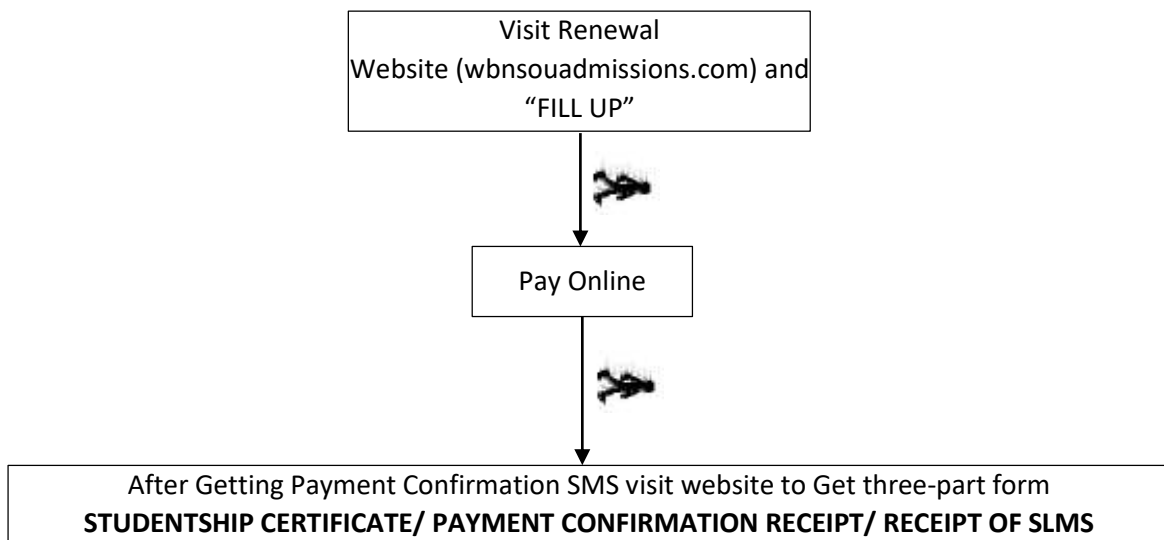 Visit Renewal
Website (wbnsouadmissions.com) and
“FILL UP”
Pay Online
After Getting Payment Confirmation SMS visit website to Get three-part form
STUDENTSHIP CERTIFICATE/ PAYMENT CONFIRMATION RECEIPT/ RECEIPT OF SLMS